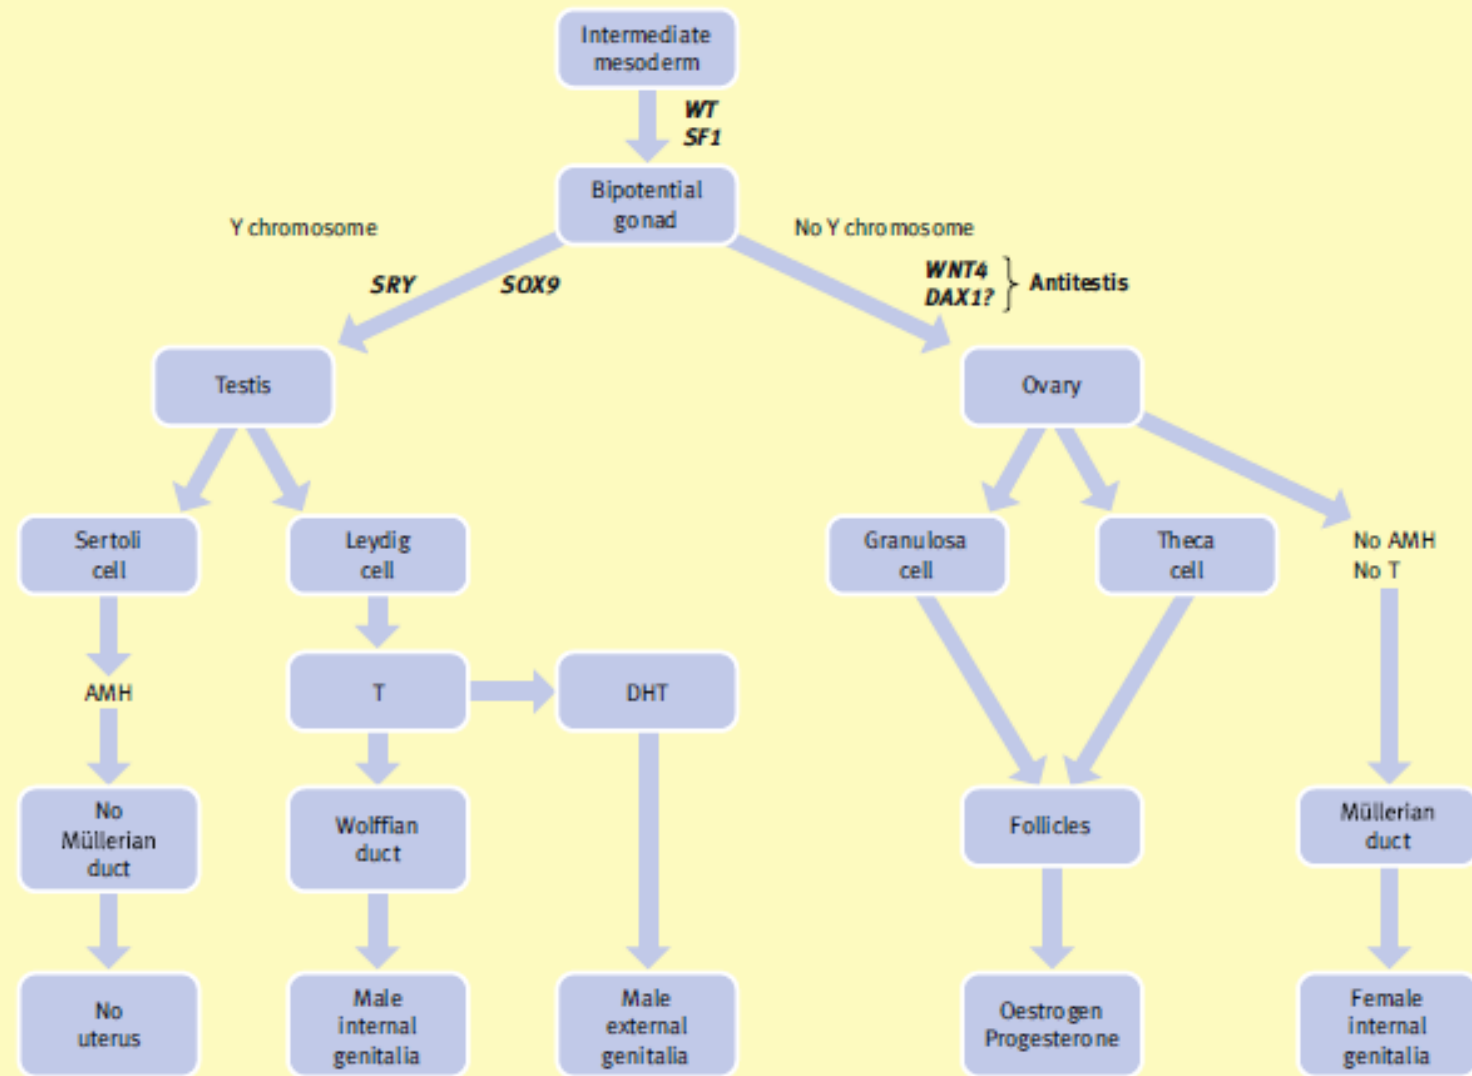 Intermediate
mesoderm
WT
SF1
Bipotential
gonad
Y chromosome
No Y chromosome
SRY
SOX9
WNT4
DAX1?
Antitestis
Testis
Ovary
Sertoli
cell
Leydig
cell
Granulosa
cell
Theca
cell
No AMH
No T
AMH
T
DHT
No
Müllerian
duct
Wolffian
duct
Follicles
Müllerian
duct
No
uterus
Male
internal
genitalia
Male
external
genitalia
Oestrogen
Progesterone
Female
internal
genitalia